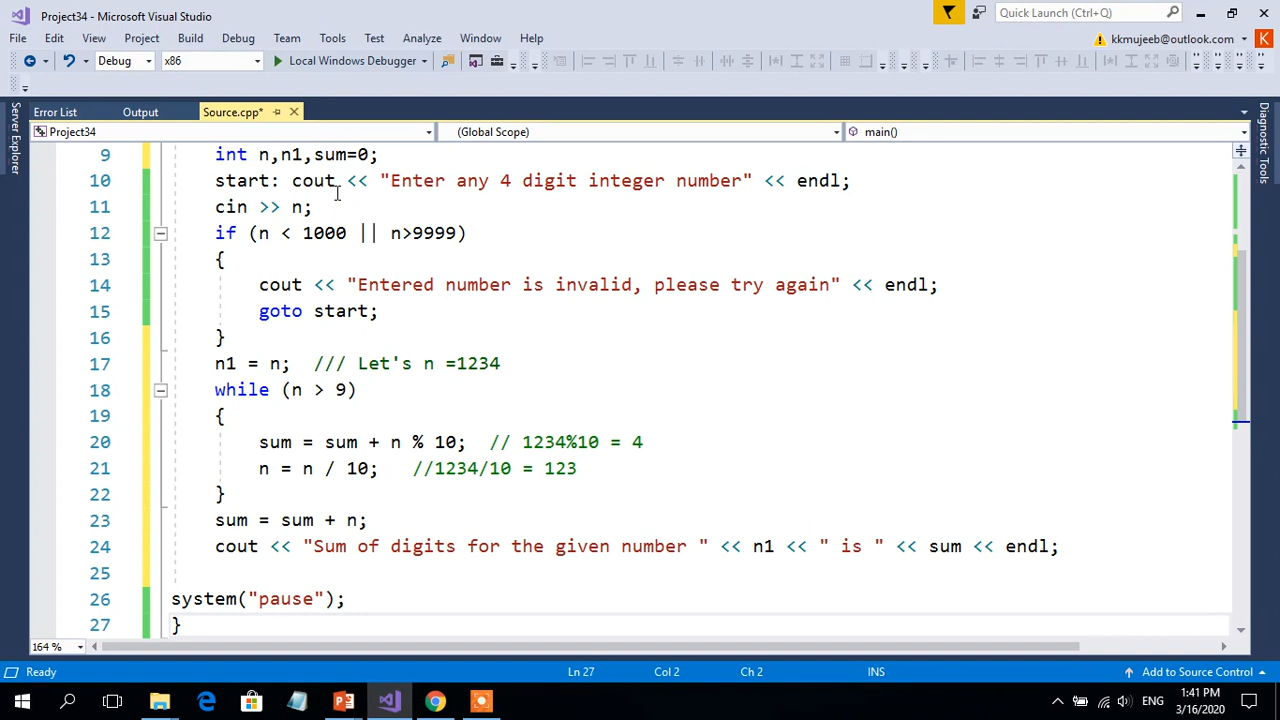 Project34 - Microsoft Visual Studio
Quick Launch (Ctrl+Q)
File Edit View Project Build Debug Team Tools Test Analyze Window Help
kkmujeeb@outlook.com K
Debug x86 Local Windows Debugger
Server Explorer
Error List Output Source.cpp*
Diagnostic Tools
Project34 (Global Scope) main()
9 int n,n1,sum=0;
10 start: cout << "Enter any 4 digit integer number" << endl;
11 cin >> n;
12 if (n < 1000 || n>9999)
13 {
14 cout << "Entered number is invalid, please try again" << endl;
15 goto start;
16 }
17 n1 = n; /// Let's n =1234
18 while (n > 9)
19 {
20 sum = sum + n % 10; // 1234%10 = 4
21 n = n / 10; //1234/10 = 123
22 }
23 sum = sum + n;
24 cout << "Sum of digits for the given number " << n1 << " is " << sum << endl;
25
26 system("pause");
27 }
164 %
Ready Ln 27 Col 2 Ch 2 INS Add to Source Control
ENG 1:41 PM
3/16/2020